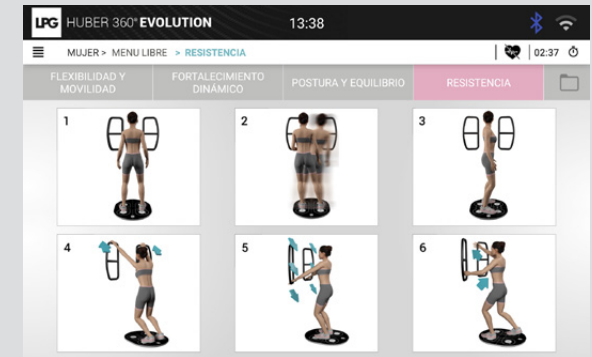 LPG HUBER 360° EVOLUTION 13:38
MUJER > MENU LIBRE > RESISTENCIA 02:37
FLEXIBILIDAD Y
MOVILIDAD
FORTALECIMIENTO
DINÁMICO
POSTURA Y EQUILIBRIO
RESISTENCIA
1
2
3
4
5
6